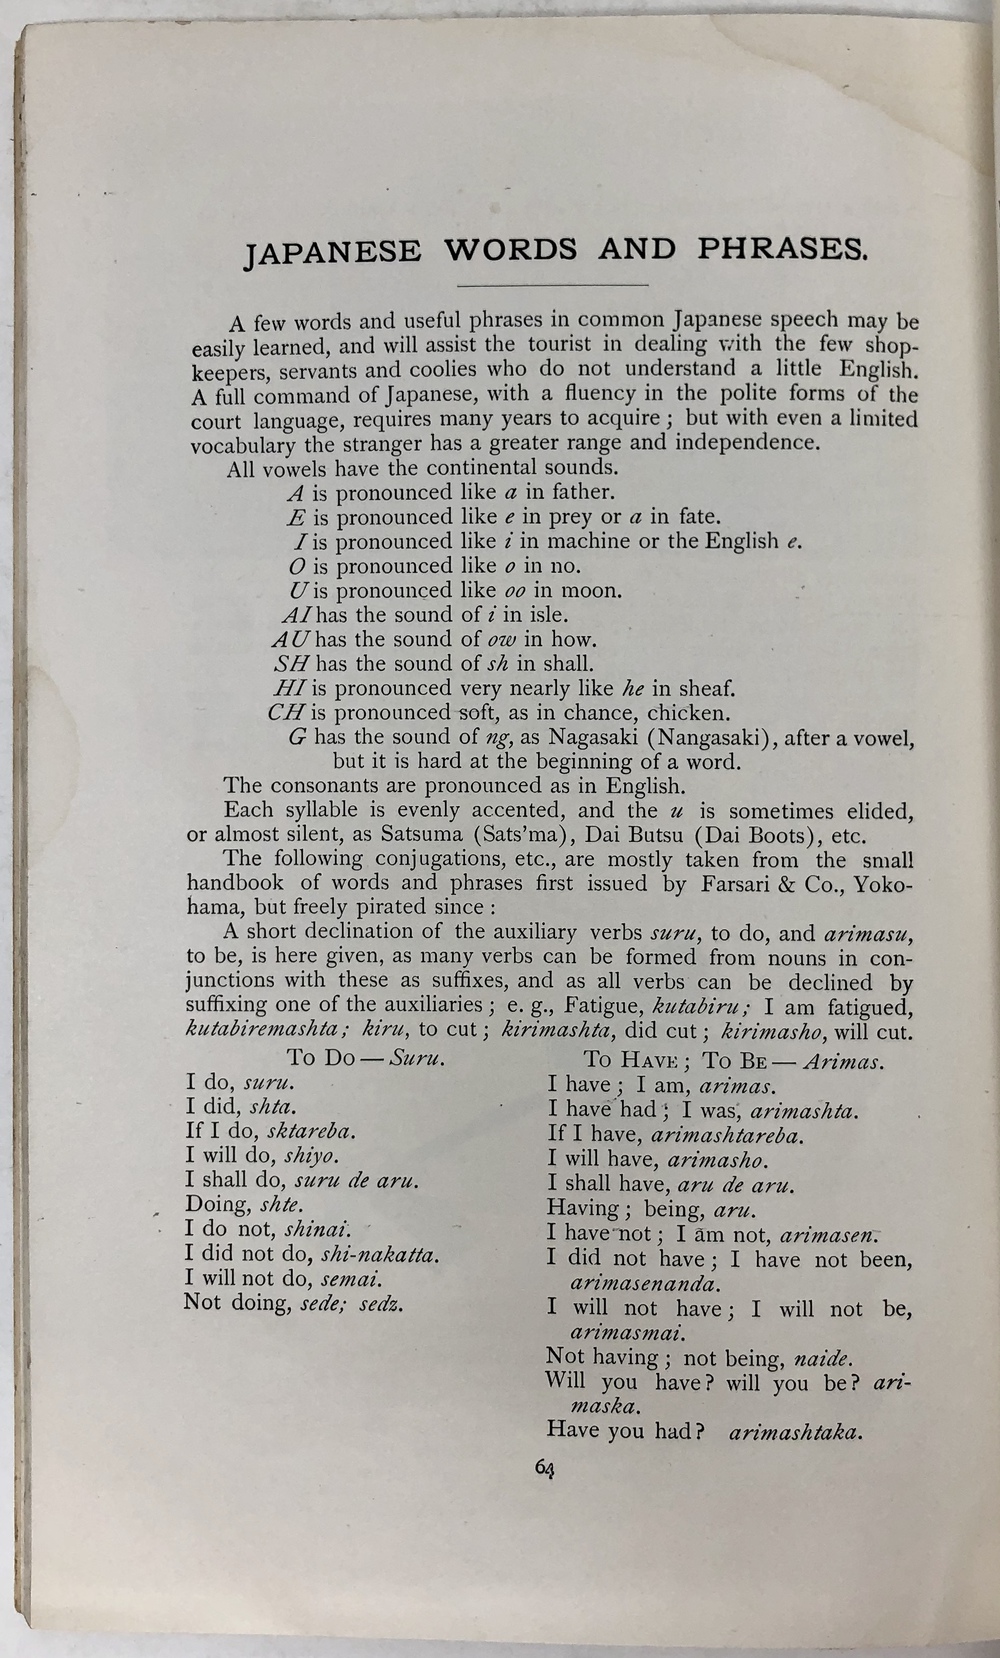 JAPANESE WORDS AND PHRASES.
A few words and useful phrases in common Japanese speech may be
easily learned, and will assist the tourist in dealing with the few shop-
keepers, servants and coolies who do not understand a little English.
A full command of Japanese, with a fluency in the polite forms of the
court language, requires many years to acquire; but with even a limited
vocabulary the stranger has a greater range and independence.
All vowels have the continental sounds.
A is pronounced like a in father.
E is pronounced like e in prey or a in fate.
I is pronounced like i in machine or the English e.
O is pronounced like o in no.
U is pronounced like oo in moon.
AI has the sound of i in isle.
AU has the sound of ow in how.
SH has the sound of sh in shall.
HI is pronounced very nearly like he in sheaf.
CH is pronounced soft, as in chance, chicken.
G has the sound of ng, as Nagasaki (Nangasaki), after a vowel,
but it is hard at the beginning of a word.
The consonants are pronounced as in English.
Each syllable is evenly accented, and the u is sometimes elided,
or almost silent, as Satsuma (Sats'ma), Dai Butsu (Dai Boots), etc.
The following conjugations, etc., are mostly taken from the small
handbook of words and phrases first issued by Farsari & Co., Yoko-
hama, but freely pirated since:
A short declination of the auxiliary verbs suru, to do, and arimasu,
to be, is here given, as many verbs can be formed from nouns in con-
junctions with these as suffixes, and as all verbs can be declined by
suffixing one of the auxiliaries; e. g., Fatigue, kutabiru; I am fatigued,
kutabiremashta; kiru, to cut; kirimashta, did cut; kirimasho, will cut.
To Do — Suru.
I do, suru.
I did, shta.
If I do, sktareba.
I will do, shiyo.
I shall do, suru de aru.
Doing, shte.
I do not, shinai.
I did not do, shi-nakatta.
I will not do, semai.
Not doing, sede; sedz.
To Have; To Be — Arimas.
I have; I am, arimas.
I have had; I was, arimashta.
If I have, arimashtareba.
I will have, arimasho.
I shall have, aru de aru.
Having; being, aru.
I have not; I am not, arimasen.
I did not have; I have not been,
arimasenanda.
I will not have; I will not be,
arimasmai.
Not having; not being, naide.
Will you have? will you be? ari-
maska.
Have you had? arimashtaka.
64